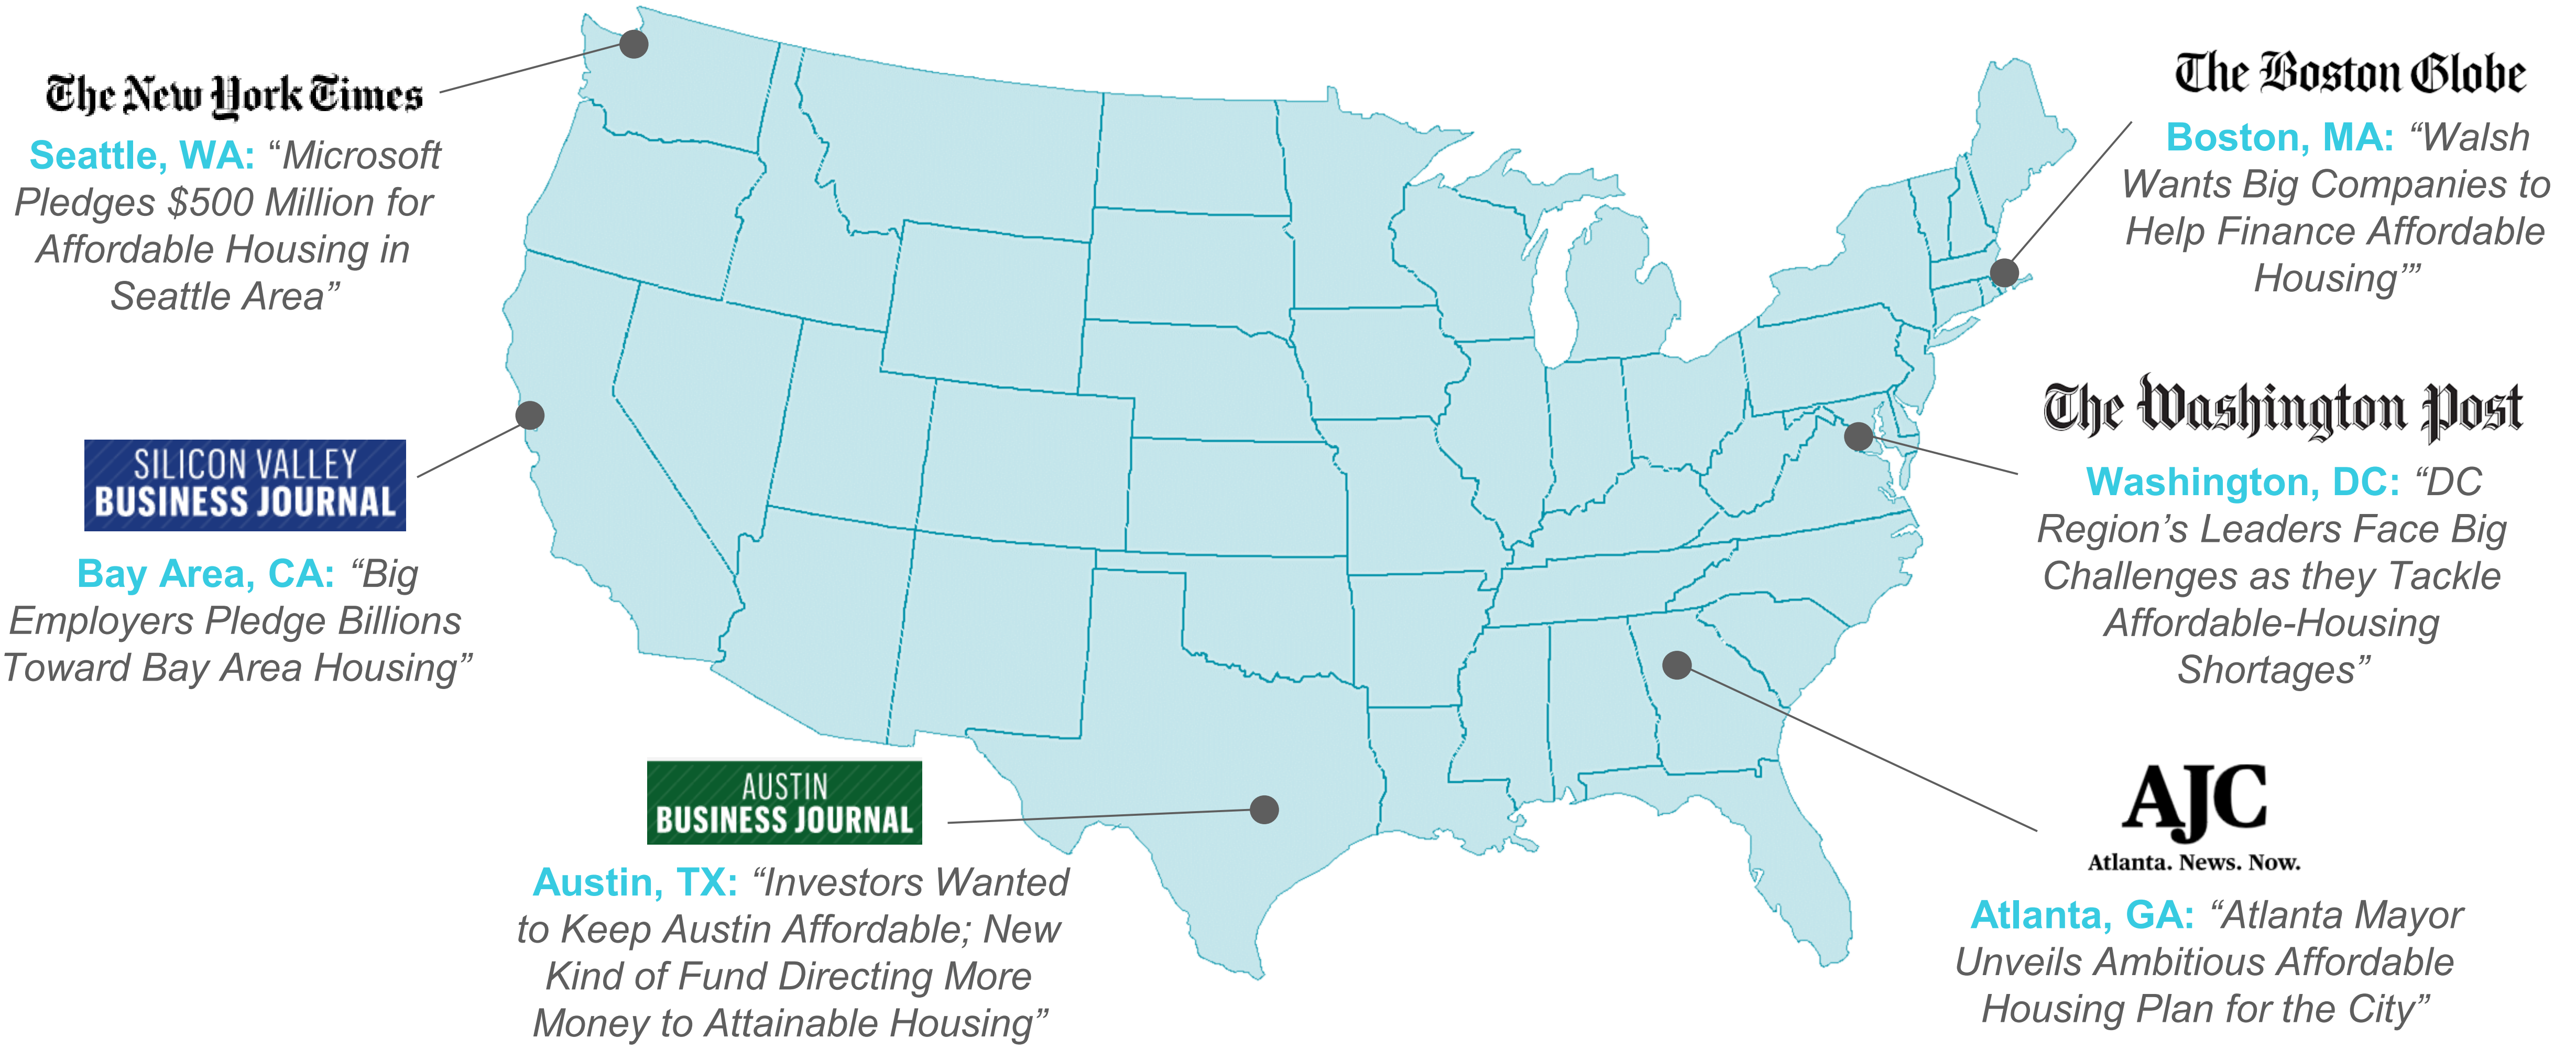 The New York Times
Seattle, WA: “Microsoft
Pledges $500 Million for
Affordable Housing in
Seattle Area”
SILICON VALLEY
BUSINESS JOURNAL
Bay Area, CA: “Big
Employers Pledge Billions
Toward Bay Area Housing”
AUSTIN
BUSINESS JOURNAL
Austin, TX: “Investors Wanted
to Keep Austin Affordable; New
Kind of Fund Directing More
Money to Attainable Housing”
The Boston Globe
Boston, MA: “Walsh
Wants Big Companies to
Help Finance Affordable
Housing’”
The Washington Post
Washington, DC: “DC
Region’s Leaders Face Big
Challenges as they Tackle
Affordable-Housing
Shortages”
AJC
Atlanta. News. Now.
Atlanta, GA: “Atlanta Mayor
Unveils Ambitious Affordable
Housing Plan for the City”